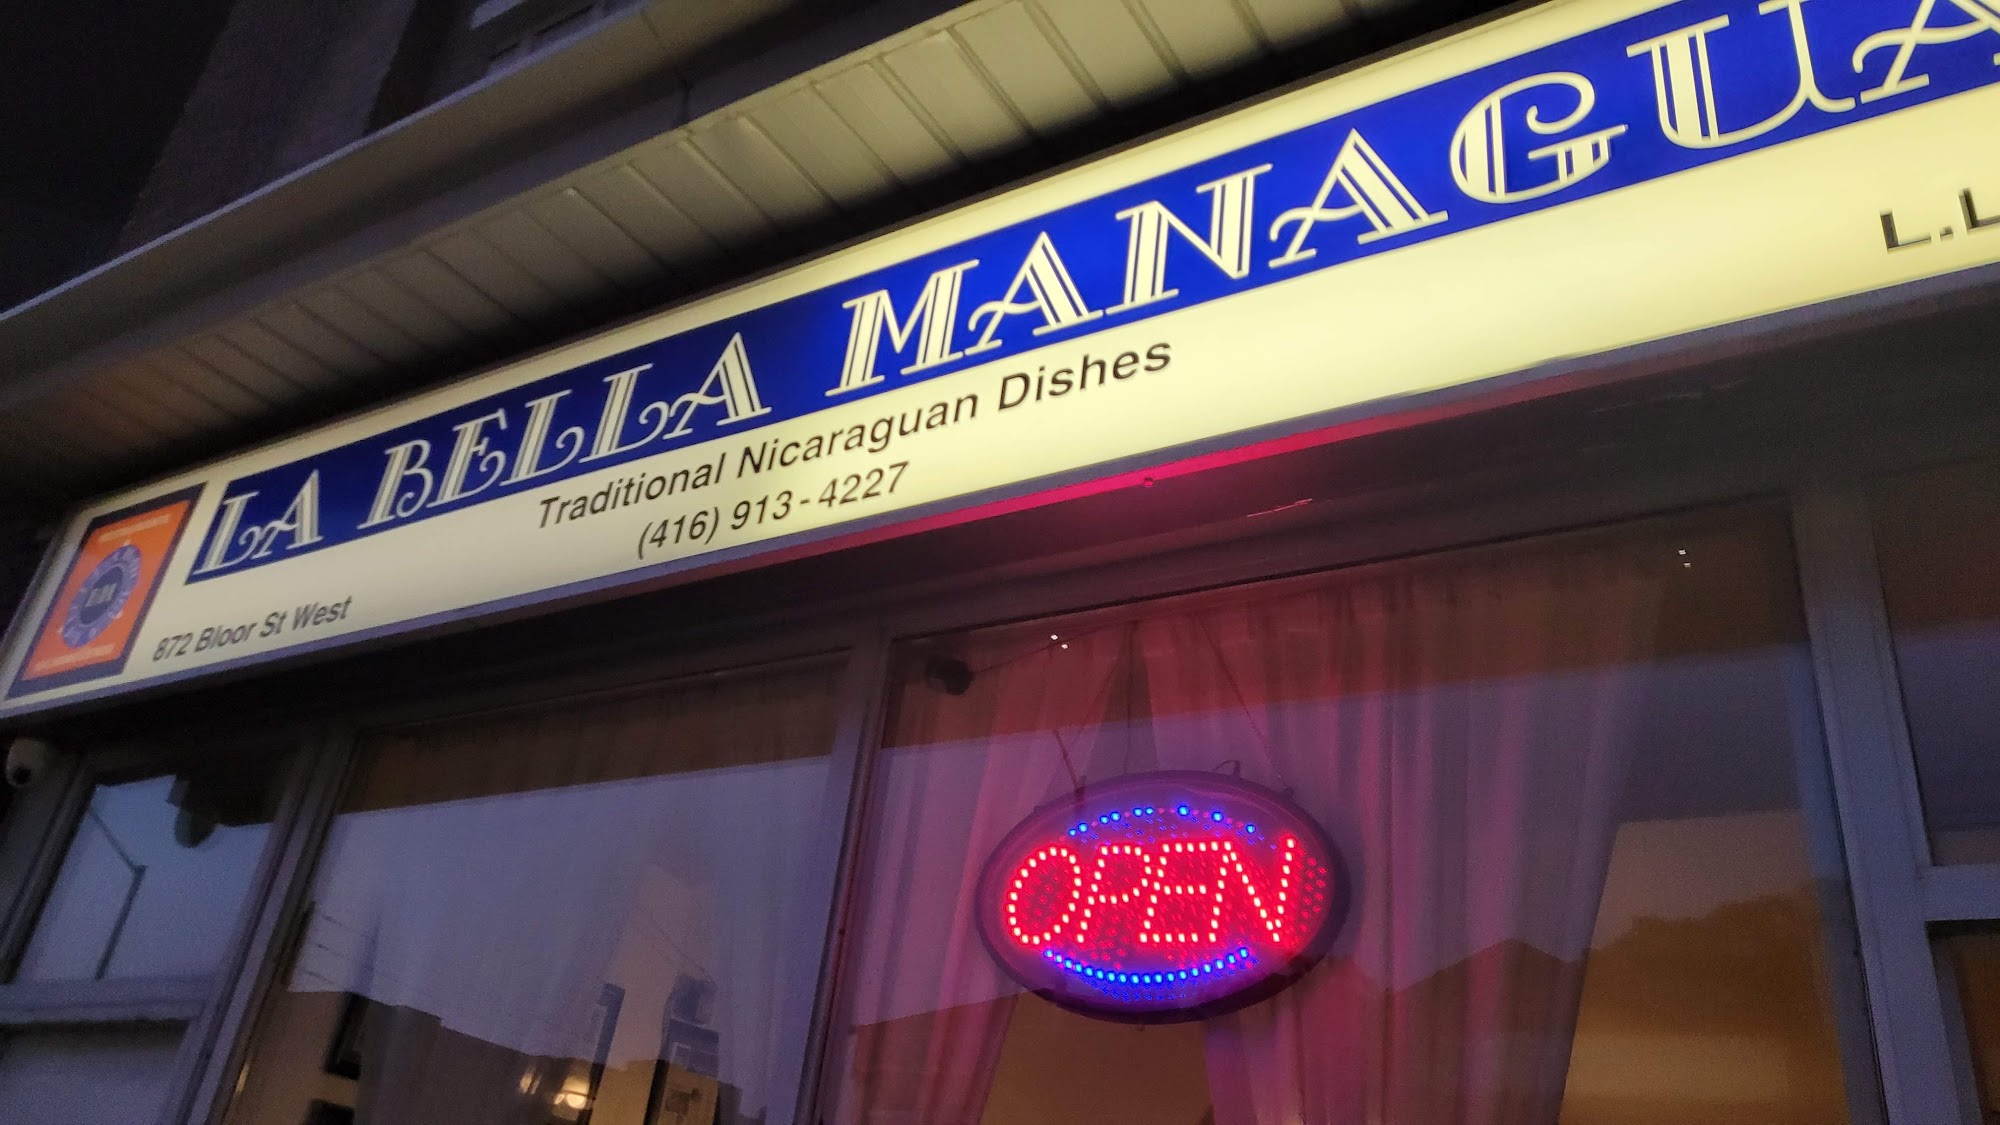 LA BELLA MANAGUA
Traditional Nicaraguan Dishes
(416) 913-4227
872 Bloor St West
L.L
OPEN